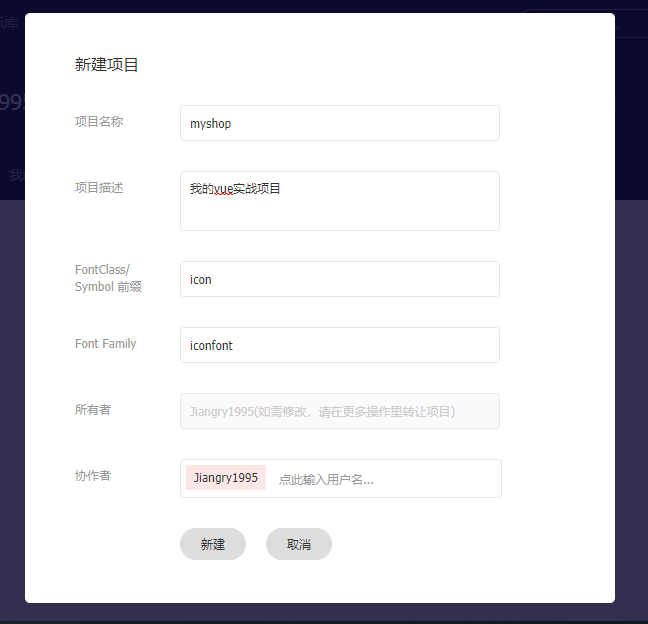 新建项目
项目名称
myshop
项目描述
我的vue实战项目
FontClass/
Symbol 前缀
icon
Font Family
iconfont
所有者
Jiangry1995(如需修改，请在更多操作里转让项目)
协作者
Jiangry1995 点此输入用户名...
新建 取消